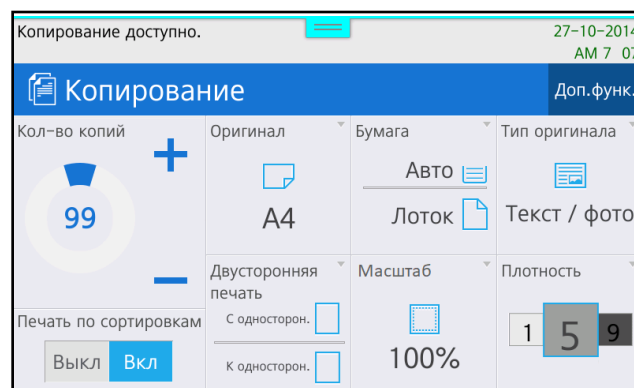 Копирование доступно.
27-10-2014
AM 7 07
Копирование
Доп.функ.
Кол-во копий
99
Печать по сортировкам
Выкл Вкл
Оригинал
A4
Бумага
Авто
Лоток
Тип оригинала
Текст / фото
Двусторонняя
печать
С односторон.
К односторон.
Масштаб
100%
Плотность
1 5 9